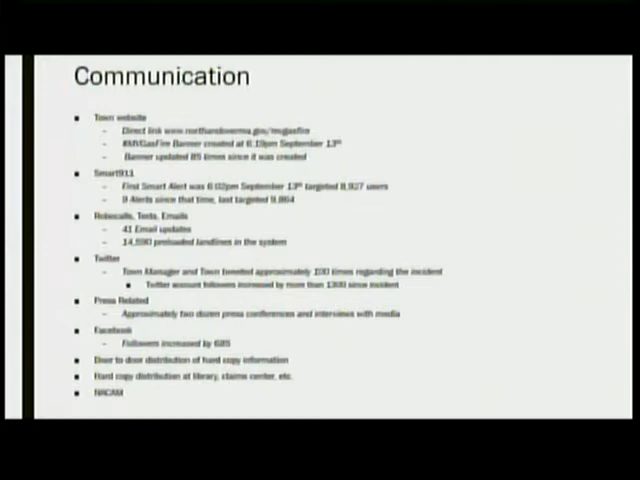 Communication
Town website
Direct link www.northandoverma.gov/mvgasfire
#MVGasFire Banner created at 6:19pm September 13th
Banner updated 85 times since it was created
Smart911
First Smart Alert was 6:02pm September 13th targeted 8,927 users
9 Alerts since that time, last targeted 9,864
Robocalls, Texts, Emails
41 Email updates
14,590 preloaded landlines in the system
Twitter
Town Manager and Town tweeted approximately 100 times regarding the incident
Twitter account followers increased by more than 1300 since incident
Press Related
Approximately two dozen press conferences and interviews with media
Facebook
Followers increased by 685
Door to door distribution of hard copy information
Hard copy distribution at library, claims center, etc.
NACAM